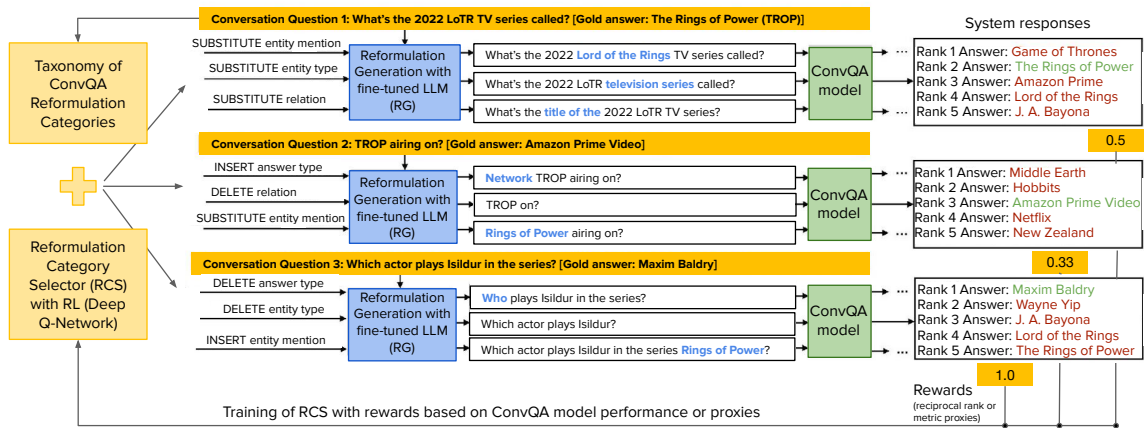 Conversation Question 1: What's the 2022 LoTR TV series called? [Gold answer: The Rings of Power (TROP)]
System responses
Taxonomy of
ConvQA
Reformulation
Categories
SUBSTITUTE entity mention
SUBSTITUTE entity type
SUBSTITUTE relation
Reformulation
Generation with
fine-tuned LLM
(RG)
What's the 2022 Lord of the Rings TV series called?
What's the 2022 LoTR television series called?
What's the title of the 2022 LoTR TV series?
ConvQA
model
...
...
Rank 1 Answer: Game of Thrones
Rank 2 Answer: The Rings of Power
Rank 3 Answer: Amazon Prime
Rank 4 Answer: Lord of the Rings
Rank 5 Answer: J. A. Bayona
0.5
Conversation Question 2: TROP airing on? [Gold answer: Amazon Prime Video]
INSERT answer type
DELETE relation
SUBSTITUTE entity mention
Reformulation
Generation with
fine-tuned LLM
(RG)
Network TROP airing on?
TROP on?
Rings of Power airing on?
ConvQA
model
...
...
Rank 1 Answer: Middle Earth
Rank 2 Answer: Hobbits
Rank 3 Answer: Amazon Prime Video
Rank 4 Answer: Netflix
Rank 5 Answer: New Zealand
0.33
Reformulation
Category
Selector (RCS)
with RL (Deep
Q-Network)
Conversation Question 3: Which actor plays Isildur in the series? [Gold answer: Maxim Baldry]
DELETE answer type
DELETE entity type
INSERT entity mention
Reformulation
Generation with
fine-tuned LLM
(RG)
Who plays Isildur in the series?
Which actor plays Isildur?
Which actor plays Isildur in the series Rings of Power?
ConvQA
model
...
...
Rank 1 Answer: Maxim Baldry
Rank 2 Answer: Wayne Yip
Rank 3 Answer: J. A. Bayona
Rank 4 Answer: Lord of the Rings
Rank 5 Answer: The Rings of Power
1.0
Rewards
(reciprocal rank or
metric proxies)
Training of RCS with rewards based on ConvQA model performance or proxies